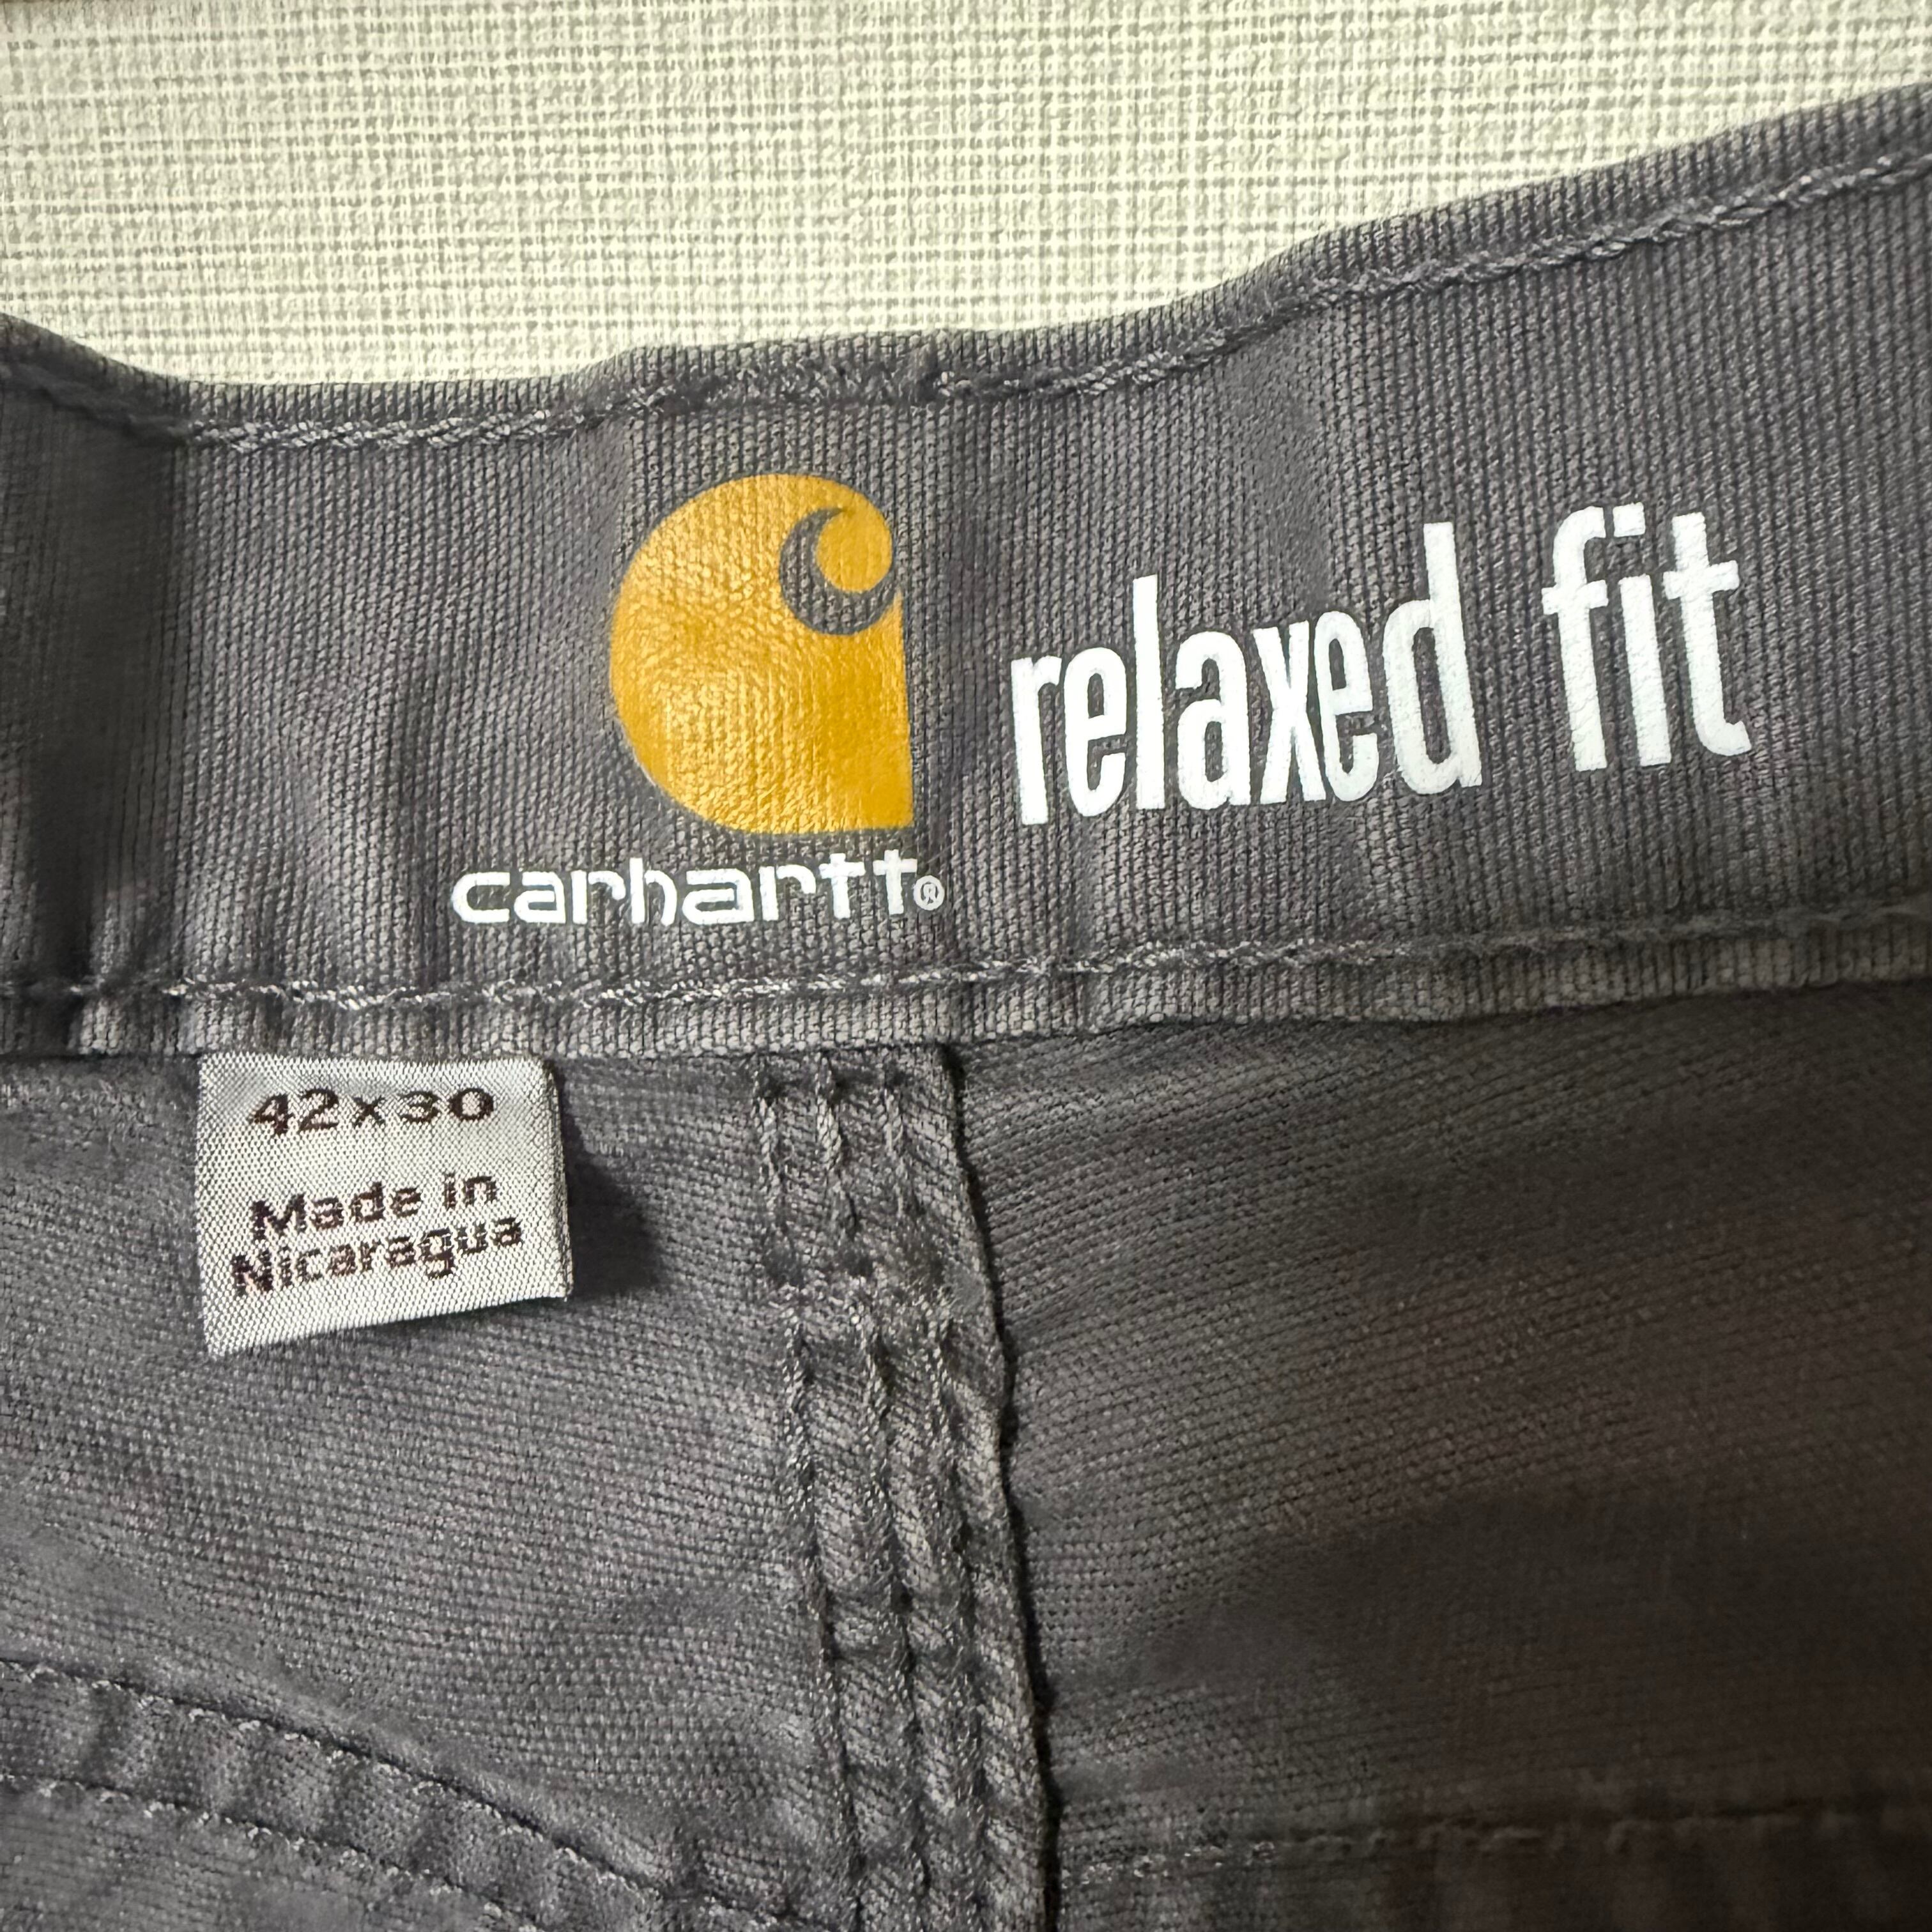 relaxed fit
carhartt®
42x30
Made in
Nicaragua